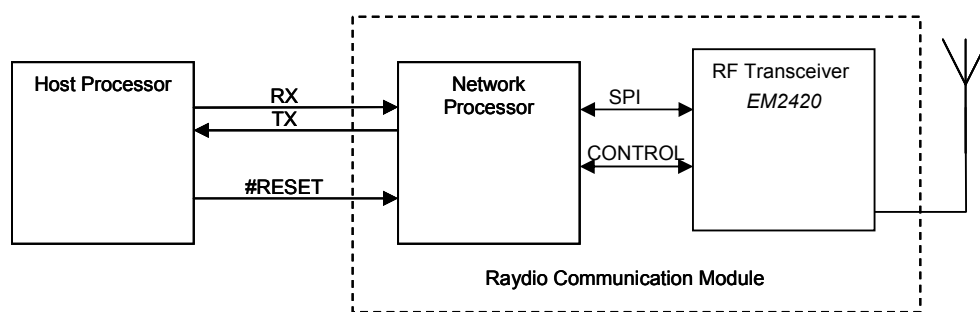 Host Processor
RX
TX
#RESET
Network
Processor
SPI
CONTROL
RF Transceiver
EM2420
Raydio Communication Module